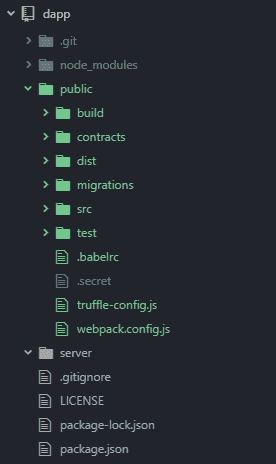 dapp
.git
node_modules
public
build
contracts
dist
migrations
src
test
.babelrc
.secret
truffle-config.js
webpack.config.js
server
.gitignore
LICENSE
package-lock.json
package.json